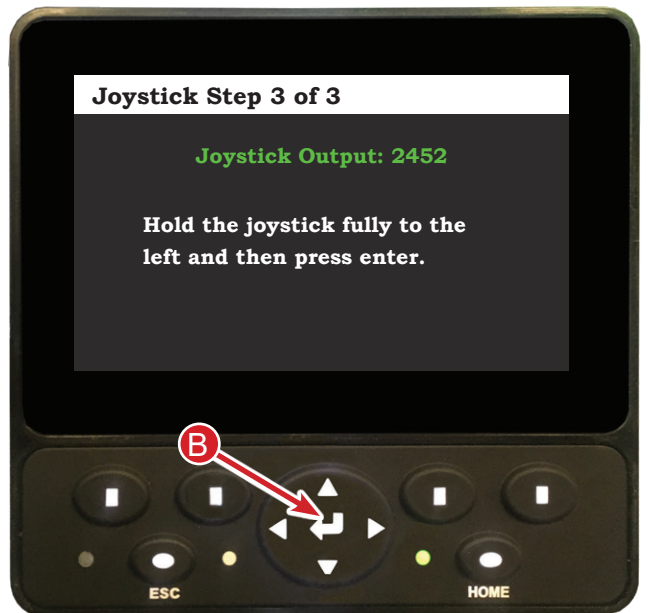 Joystick Step 3 of 3
Joystick Output: 2452
Hold the joystick fully to the
left and then press enter.
B
ESC
HOME